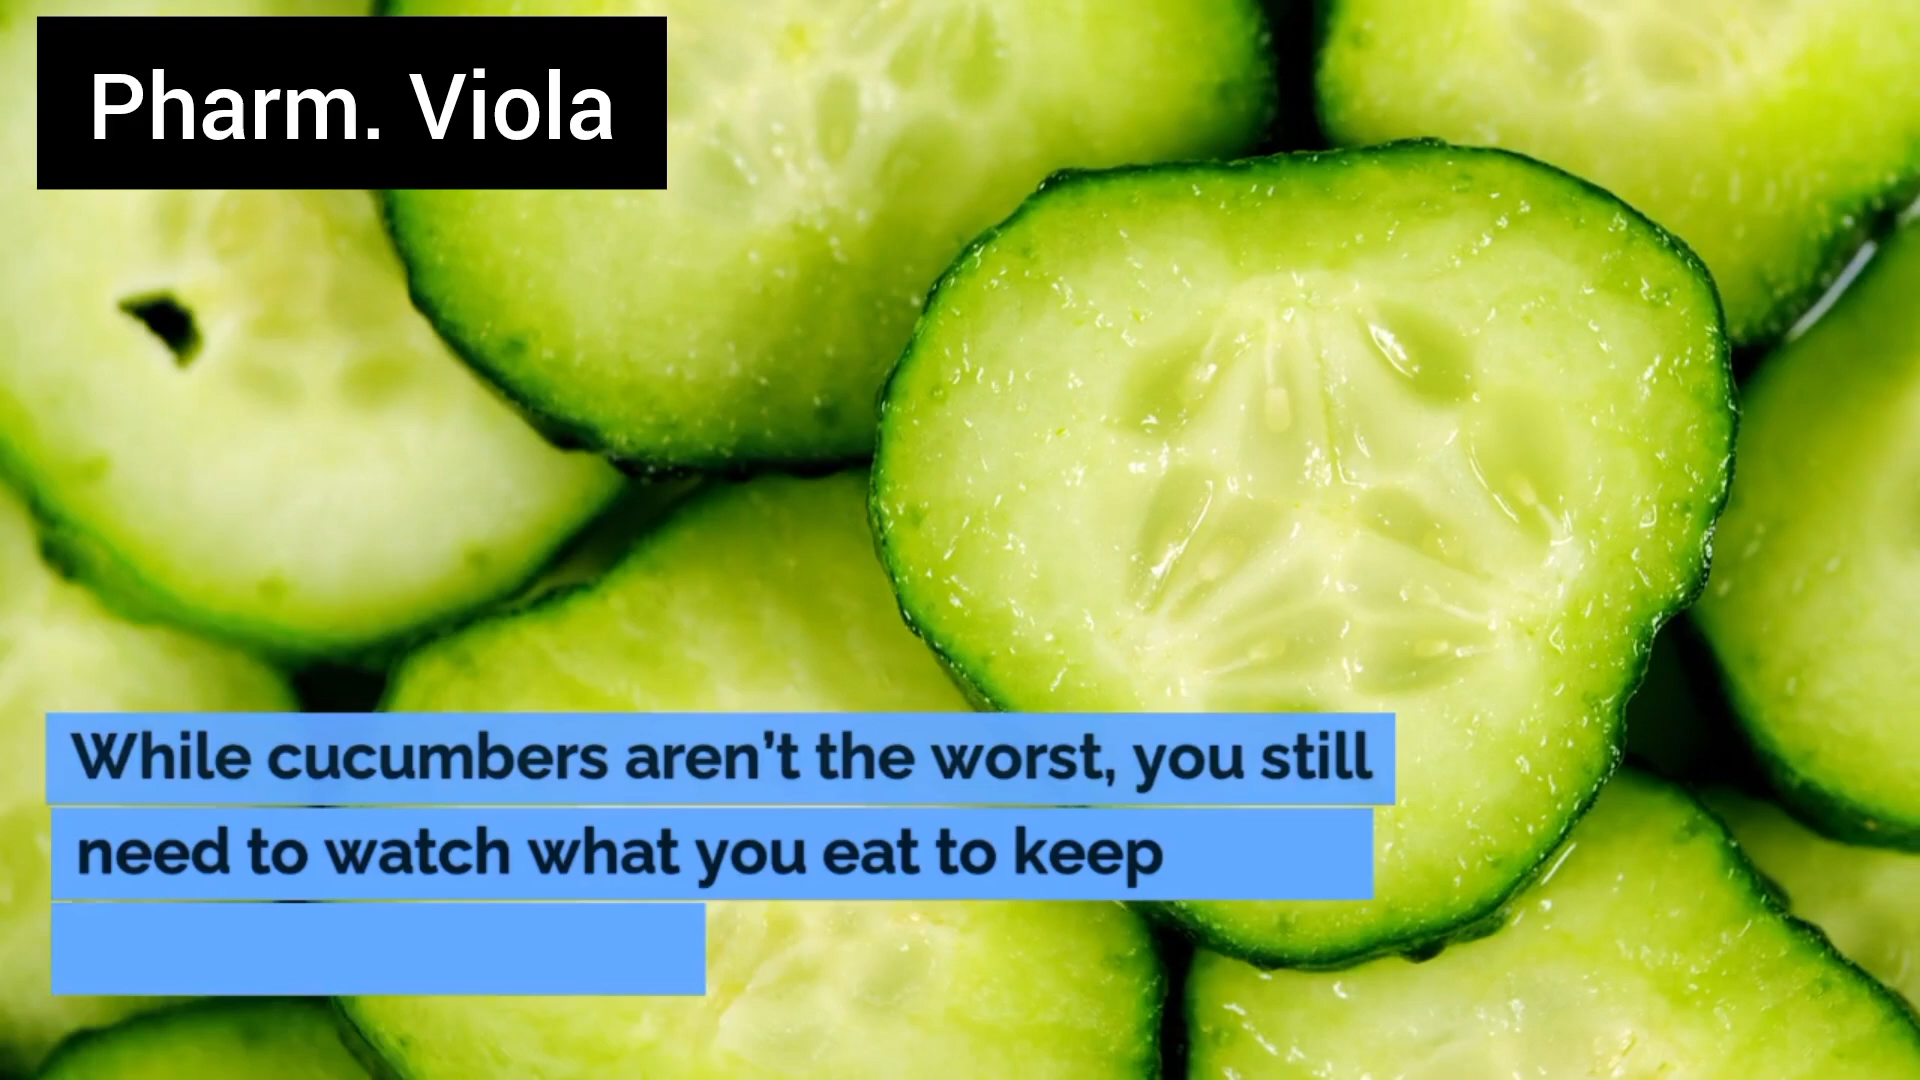 Pharm. Viola
While cucumbers aren’t the worst, you still
need to watch what you eat to keep